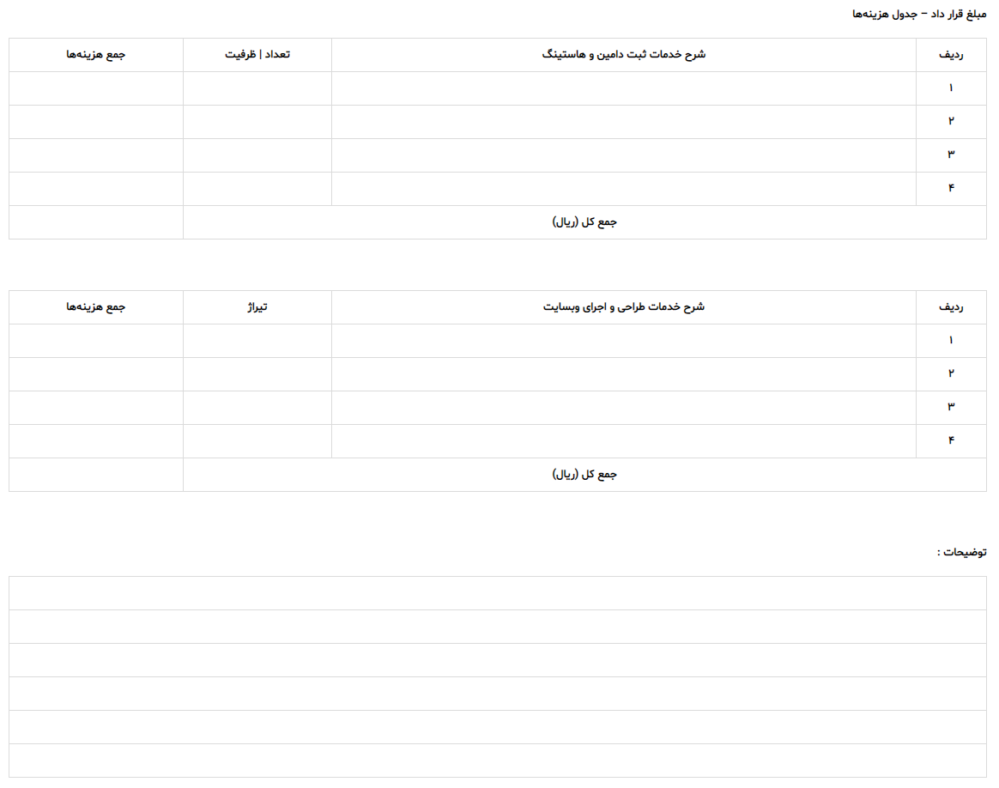 مبلغ قرار داد – جدول هزینه‌ها
ردیف شرح خدمات ثبت دامین و هاستینگ تعداد | ظرفیت جمع هزینه‌ها
۱
۲
۳
۴
جمع کل (ریال)
ردیف شرح خدمات طراحی و اجرای وبسایت تیراژ جمع هزینه‌ها
۱
۲
۳
۴
جمع کل (ریال)
توضیحات :